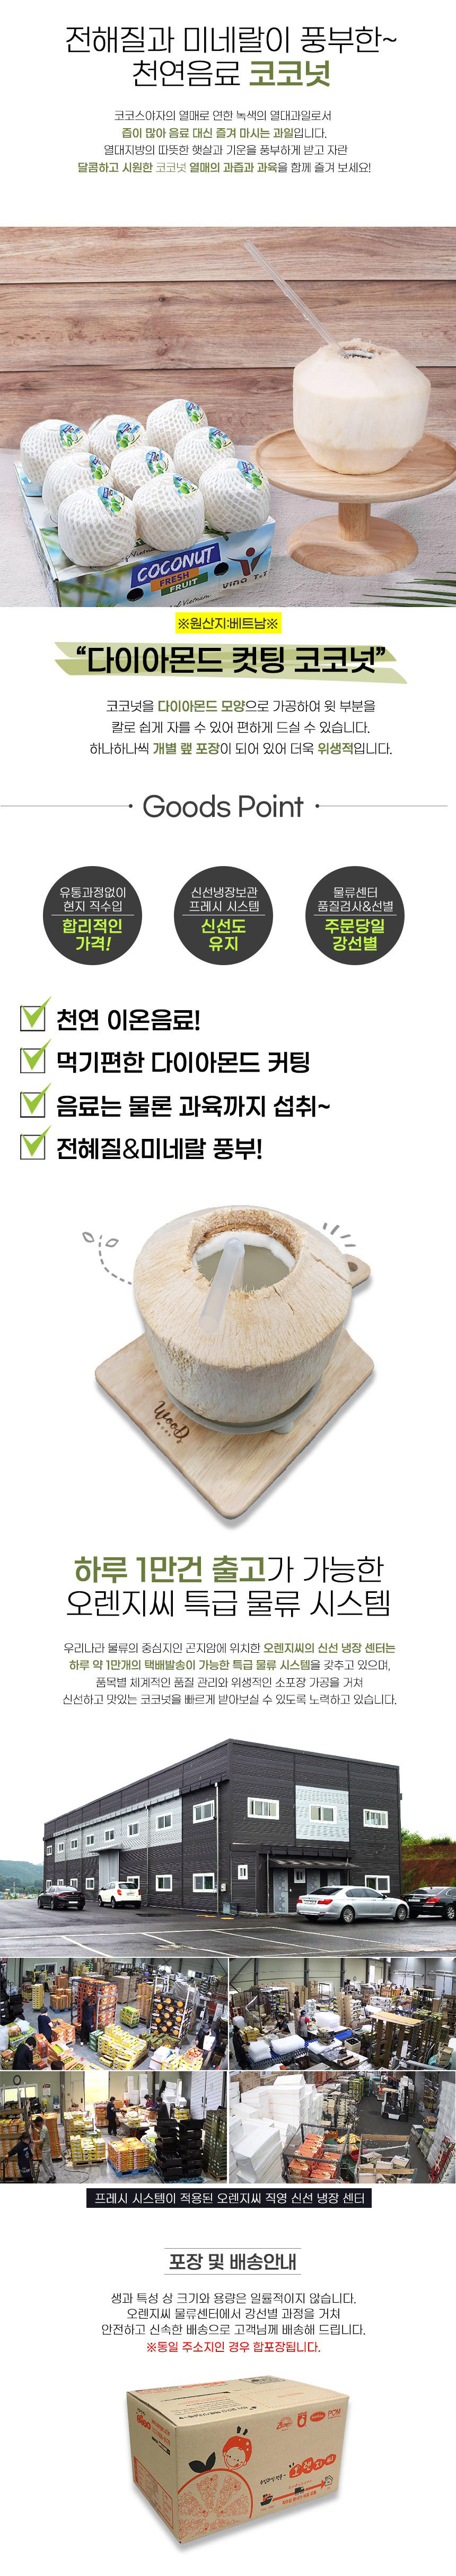 전해질과 미네랄이 풍부한~
천연음료 코코넛
코코스야자의 열매로 연한 녹색의 열대과일로서
즙이 많아 음료 대신 즐겨 마시는 과일입니다.
열대지방의 따뜻한 햇살과 기운을 풍부하게 받고 자란
달콤하고 시원한 코코넛 열매의 과즙과 과육을 함께 즐겨 보세요!
COCONUT
FRESH
FRUIT
VINA T&T
of Vietnam
※원산지:베트남※
“다이아몬드 컷팅 코코넛”
코코넛을 다이아몬드 모양으로 가공하여 윗 부분을
칼로 쉽게 자를 수 있어 편하게 드실 수 있습니다.
하나하나씩 개별 랲 포장이 되어 있어 더욱 위생적입니다.
Goods Point
유통과정없이
현지 직수입
합리적인
가격!
신선냉장보관
프레시 시스템
신선도
유지
물류센터
품질검사&선별
주문당일
강선별
천연 이온음료!
먹기편한 다이아몬드 커팅
음료는 물론 과육까지 섭취~
전혜질&미네랄 풍부!
Wood
하루 1만건 출고가 가능한
오렌지씨 특급 물류 시스템
우리나라 물류의 중심지인 곤지암에 위치한 오렌지씨의 신선 냉장 센터는
하루 약 1만개의 택배발송이 가능한 특급 물류 시스템을 갖추고 있으며,
품목별 체계적인 품질 관리와 위생적인 소포장 가공을 거쳐
신선하고 맛있는 코코넛을 빠르게 받아보실 수 있도록 노력하고 있습니다.
프레시 시스템이 적용된 오렌지씨 직영 신선 냉장 센터
포장 및 배송안내
생과 특성 상 크기와 용량은 일률적이지 않습니다.
오렌지씨 물류센터에서 강선별 과정을 거쳐
안전하고 신속한 배송으로 고객님께 배송해 드립니다.
※동일 주소지인 경우 합포장됩니다.
오렌지씨